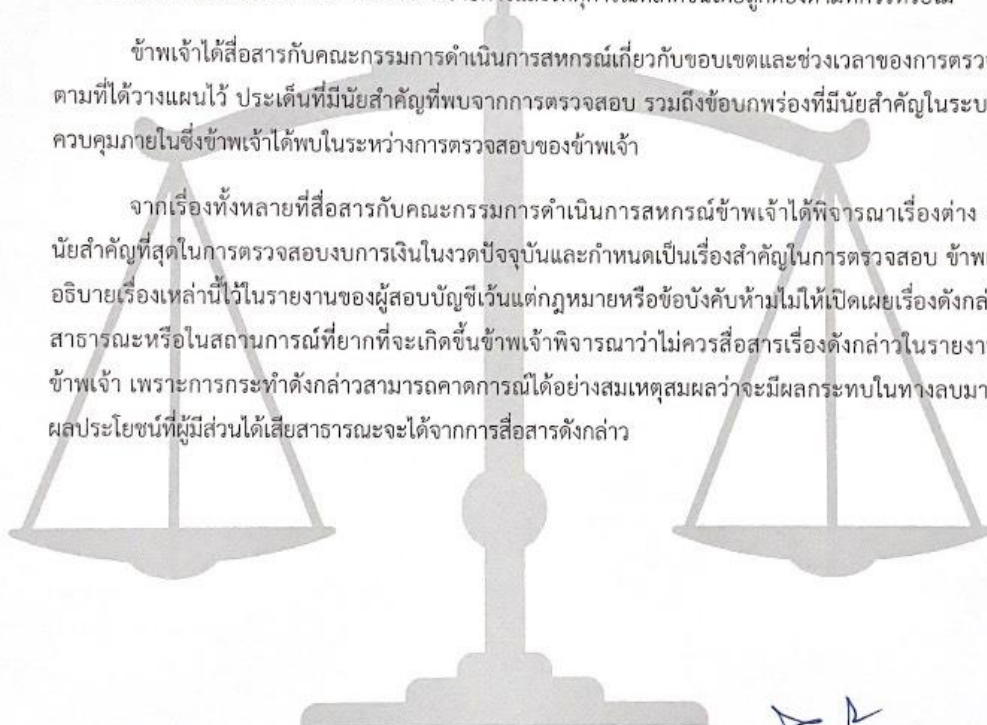 ข้าพเจ้าได้สื่อสารกับคณะกรรมการดำเนินการสหกรณ์เกี่ยวกับขอบเขตและช่วงเวลาของการตรวจ
ตามที่ได้วางแผนไว้ ประเด็นที่มีนัยสำคัญที่พบจากการตรวจสอบ รวมถึงข้อบกพร่องที่มีนัยสำคัญในระบ
ควบคุมภายในซึ่งข้าพเจ้าได้พบในระหว่างการตรวจสอบของข้าพเจ้า
จากเรื่องทั้งหลายที่สื่อสารกับคณะกรรมการดำเนินการสหกรณ์ข้าพเจ้าได้พิจารณาเรื่องต่าง
นัยสำคัญที่สุดในการตรวจสอบงบการเงินในงวดปัจจุบันและกำหนดเป็นเรื่องสำคัญในการตรวจสอบ ข้าพ
อธิบายเรื่องเหล่านี้ไว้ในรายงานของผู้สอบบัญชีเว้นแต่กฎหมายหรือข้อบังคับห้ามไม่ให้เปิดเผยเรื่องดังกล่
สาธารณะหรือในสถานการณ์ที่ยากที่จะเกิดขึ้นข้าพเจ้าพิจารณาว่าไม่ควรสื่อสารเรื่องดังกล่าวในรายงาน
ข้าพเจ้า เพราะการกระทำดังกล่าวสามารถคาดการณ์ได้อย่างสมเหตุสมผลว่าจะมีผลกระทบในทางลบมา
ผลประโยชน์ที่ผู้มีส่วนได้เสียสาธารณะจะได้จากการสื่อสารดังกล่าว